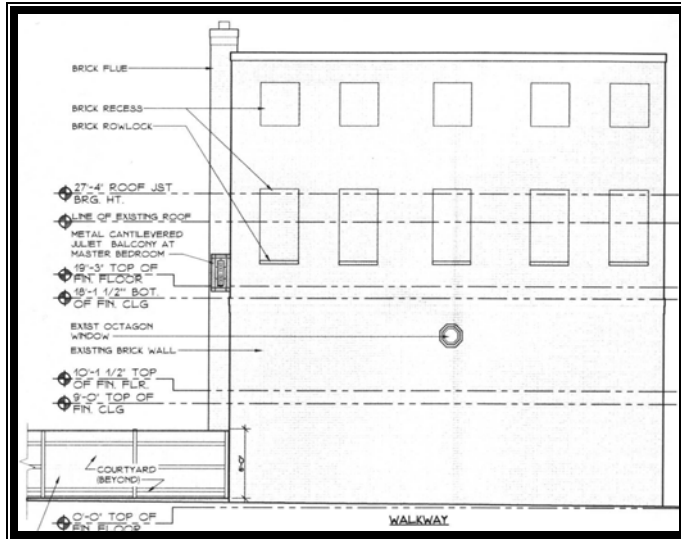 BRICK FLUE
BRICK RECESS
BRICK ROWLOCK
27'-4" ROOF JST
BRG. HT.
LINE OF EXISTING ROOF
METAL CANTILEVERED
JULIET BALCONY AT
MASTER BEDROOM
19'-3" TOP OF
FIN. FLOOR
18'-1 1/2" BOT.
OF FIN. CLG
EXIST OCTAGON
WINDOW
EXISTING BRICK WALL
10'-1 1/2" TOP
OF FIN. FLR.
9'-0" TOP OF
FIN. CLG
COURTYARD
(BEYOND)
0'-0" TOP OF
FIN. FLOOR
WALKWAY